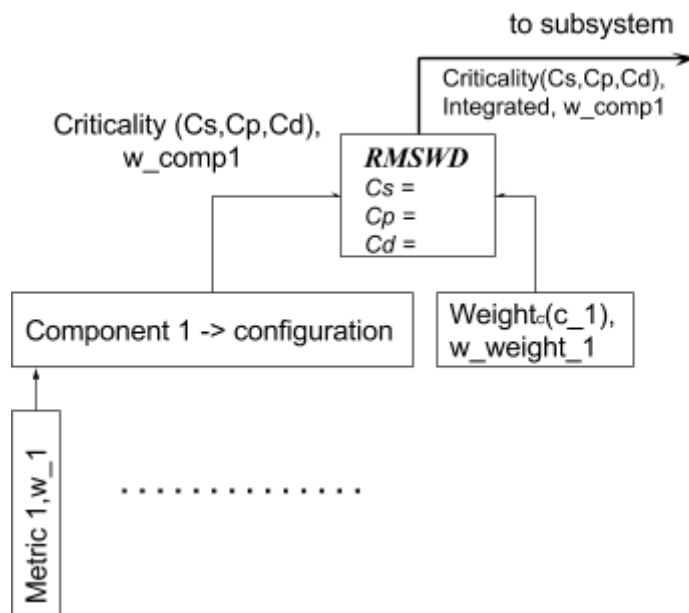 to subsystem
Criticality(Cs,Cp,Cd),
Integrated, w_comp1
Criticality (Cs,Cp,Cd),
w_comp1
RMSWD
Cs =
Cp =
Cd =
Component 1 -> configuration
Weightc(c_1),
w_weight_1
Metric 1,w_1